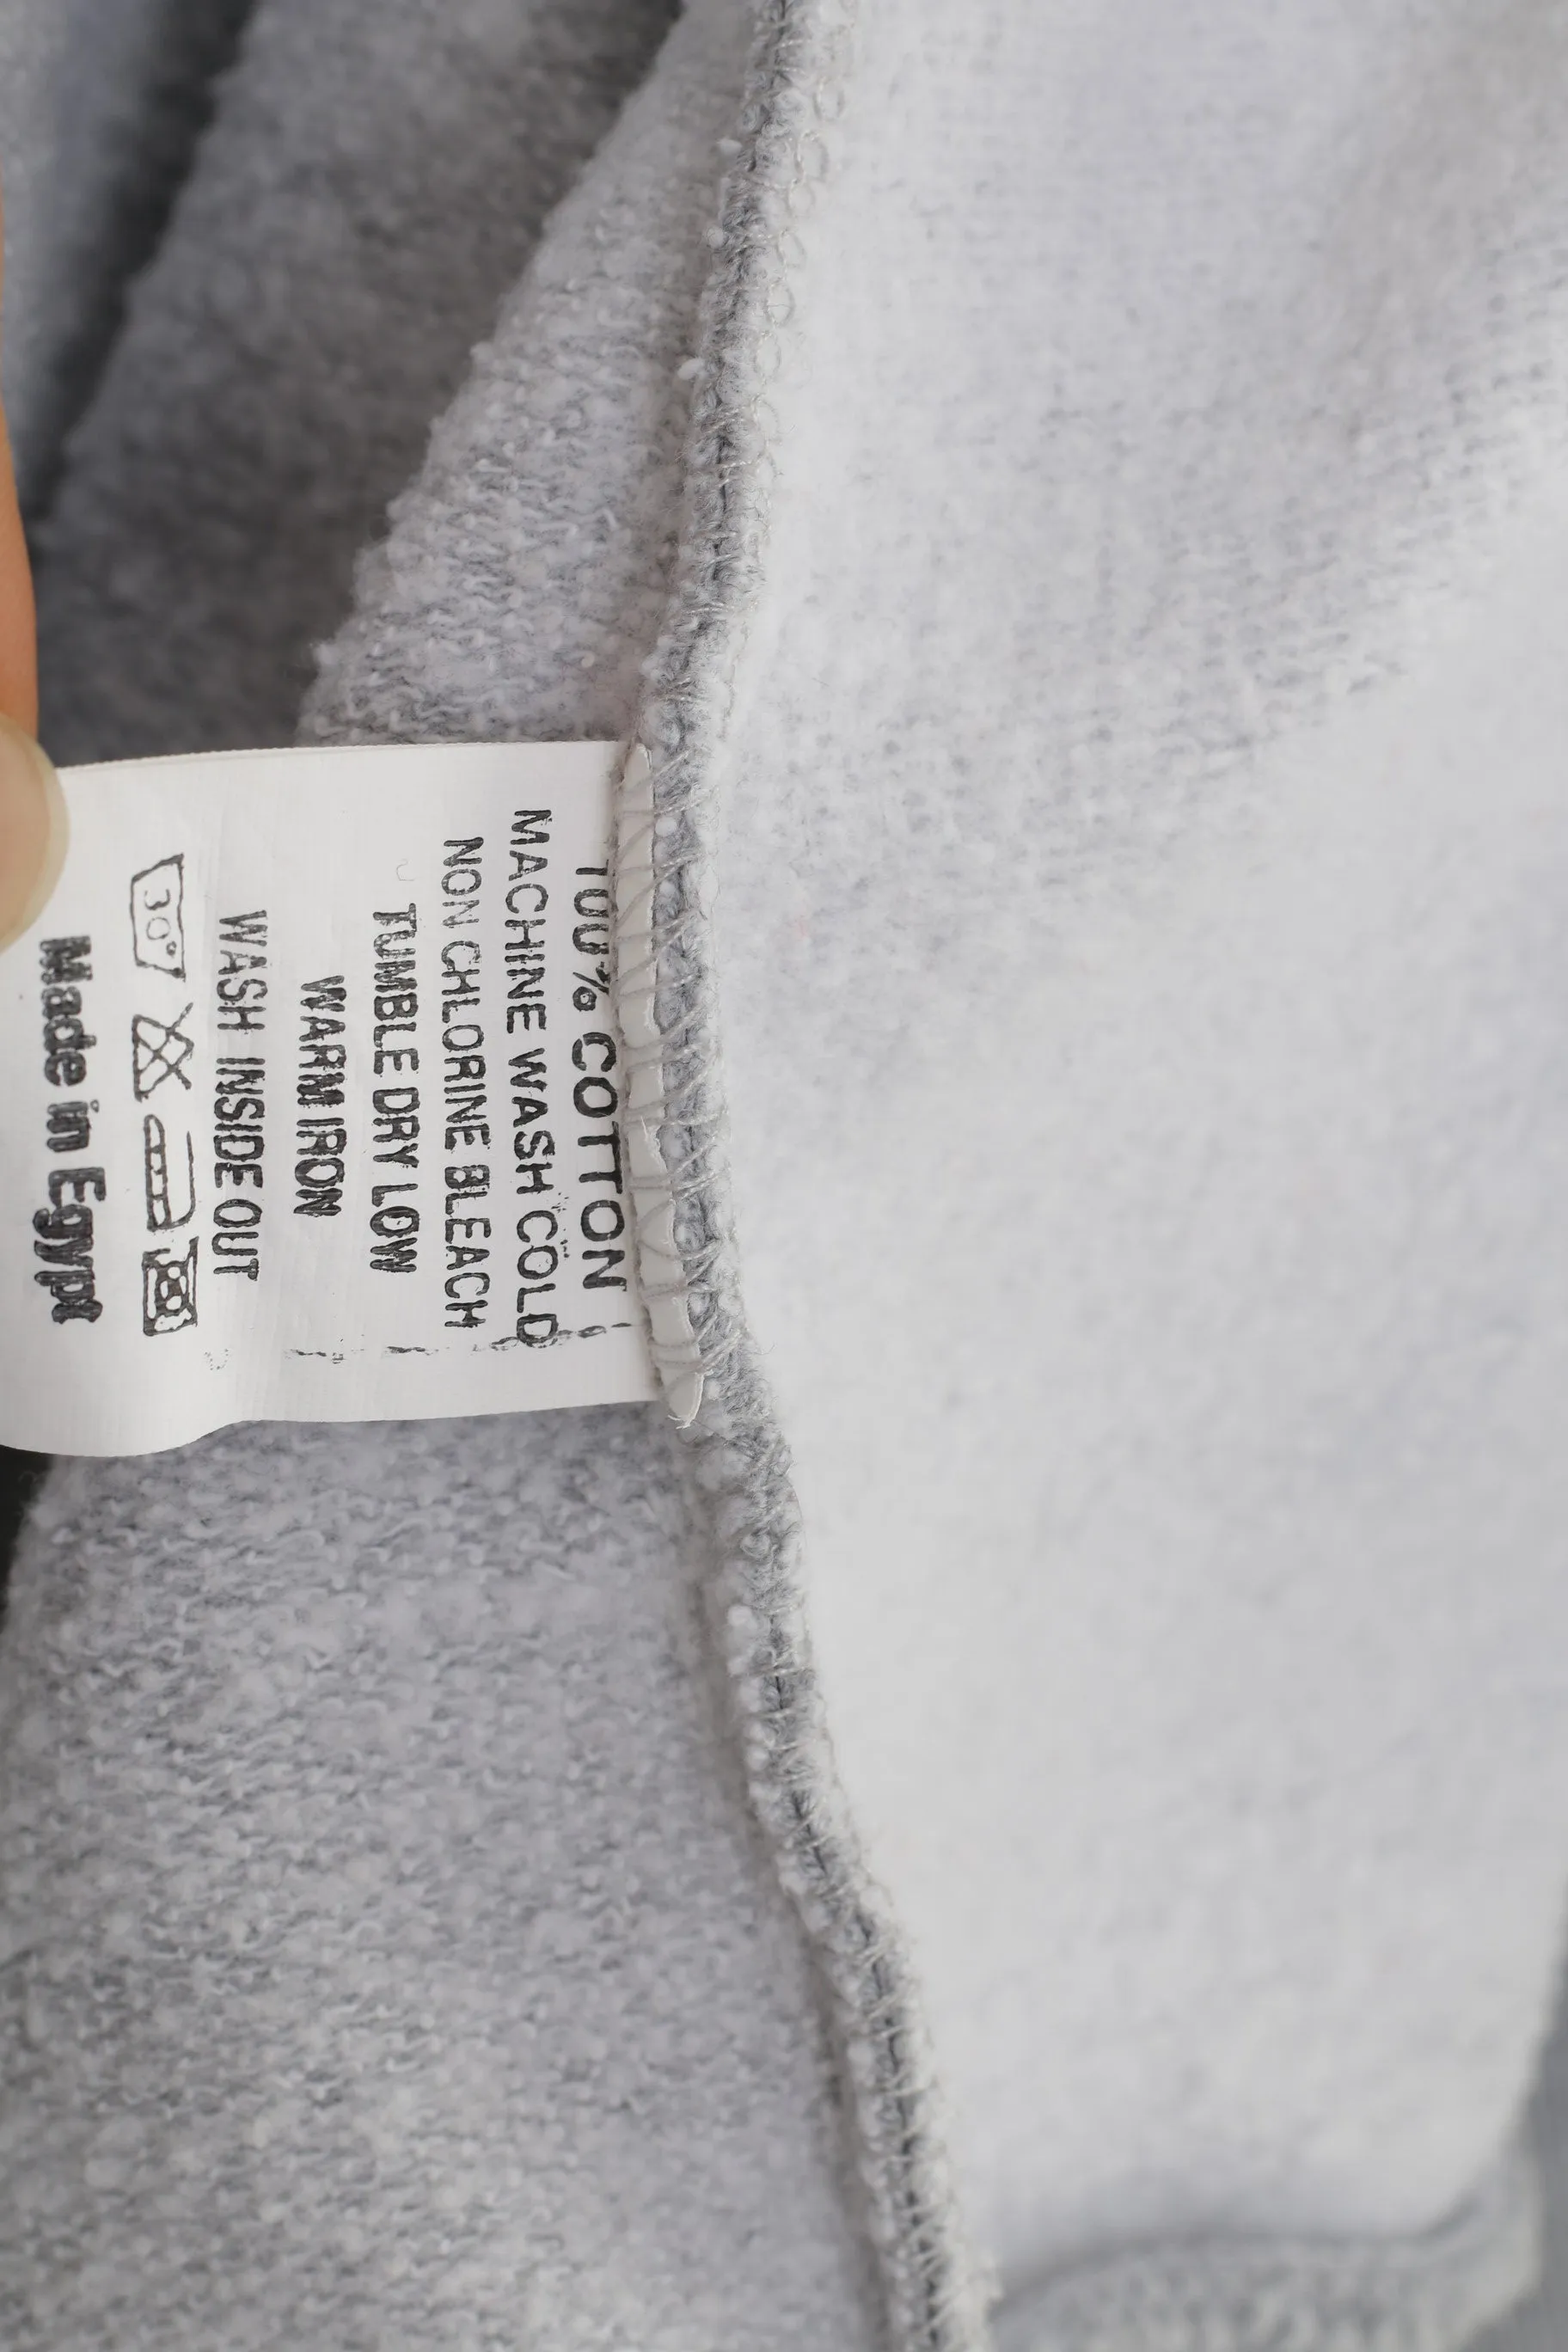 100% COTTON
MACHINE WASH COLD
NON CHLORINE BLEACH
TUMBLE DRY LOW
WARM IRON
WASH INSIDE OUT
30°
Made in Egypt